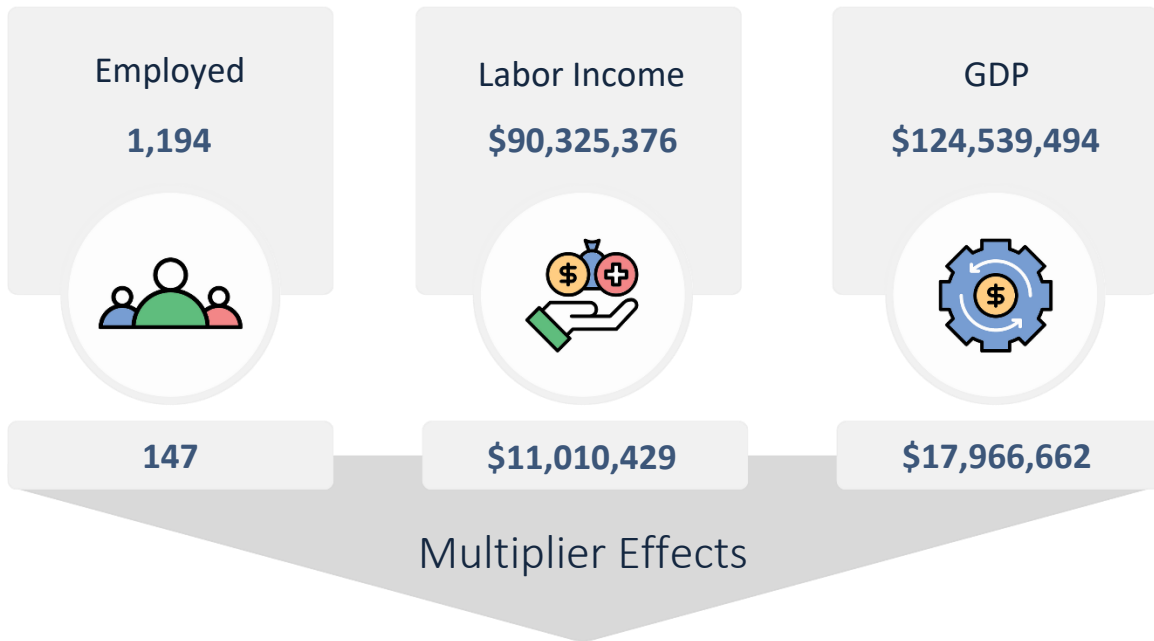 Employed
1,194
Labor Income
$90,325,376
GDP
$124,539,494
$
$
147
$11,010,429
$17,966,662
Multiplier Effects